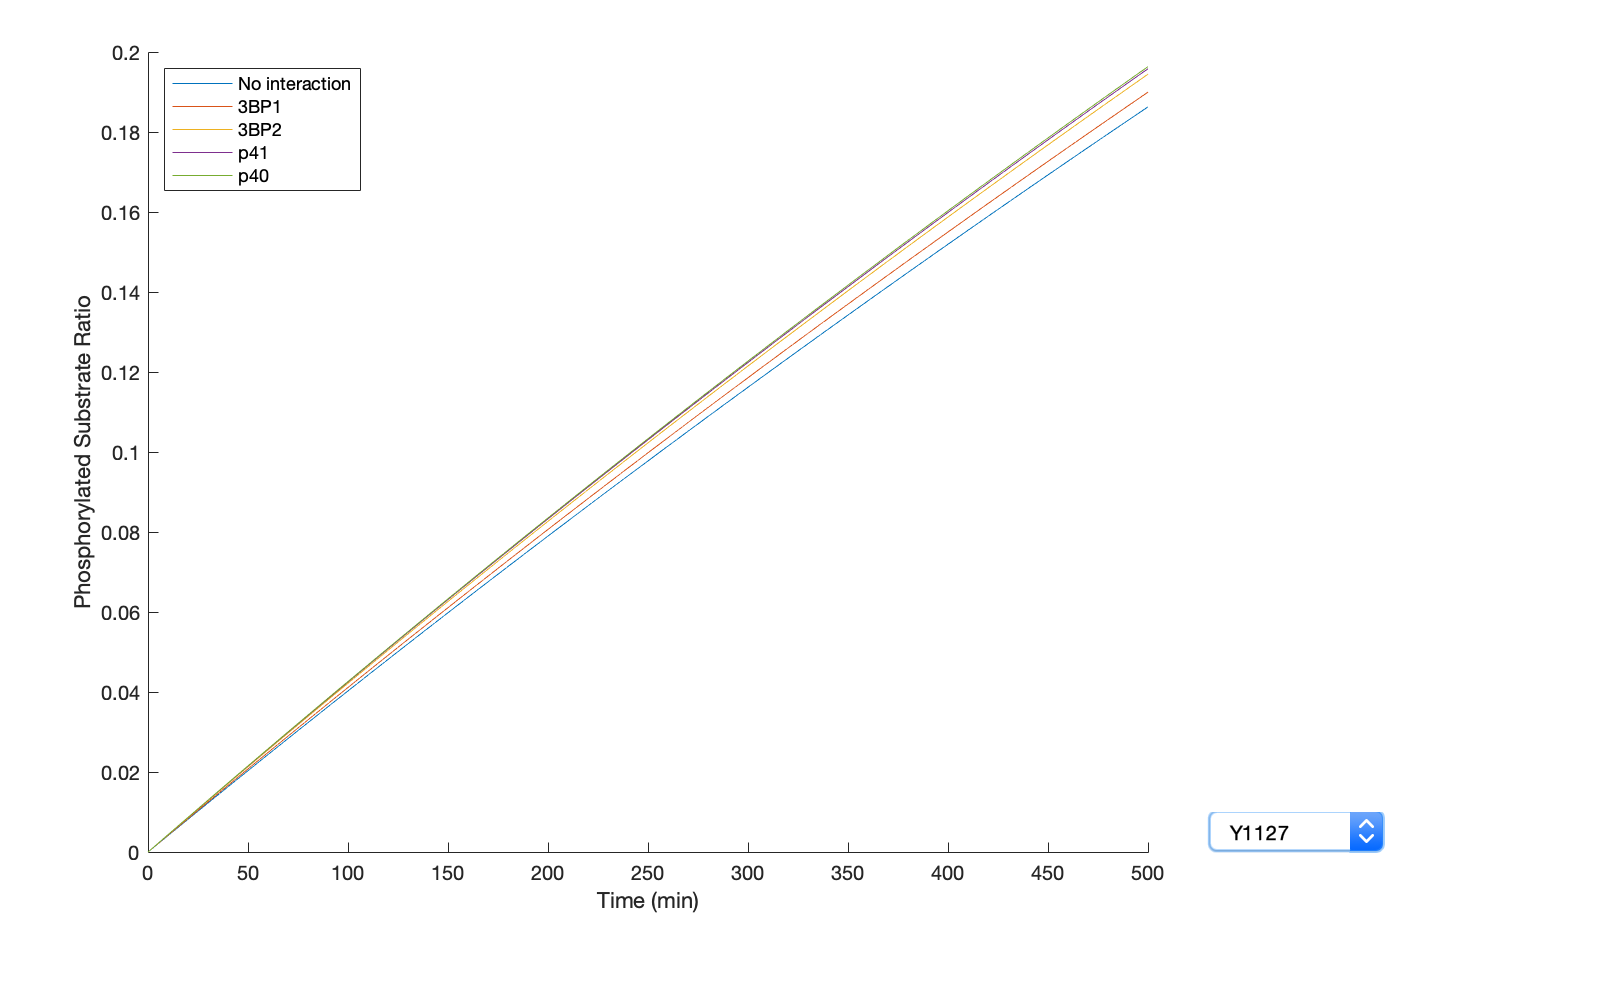 0.2
0.18
0.16
0.14
0.12
0.1
0.08
0.06
0.04
0.02
0
Phosphorylated Substrate Ratio
No interaction
3BP1
3BP2
p41
p40
0 50 100 150 200 250 300 350 400 450 500
Time (min)
Y1127